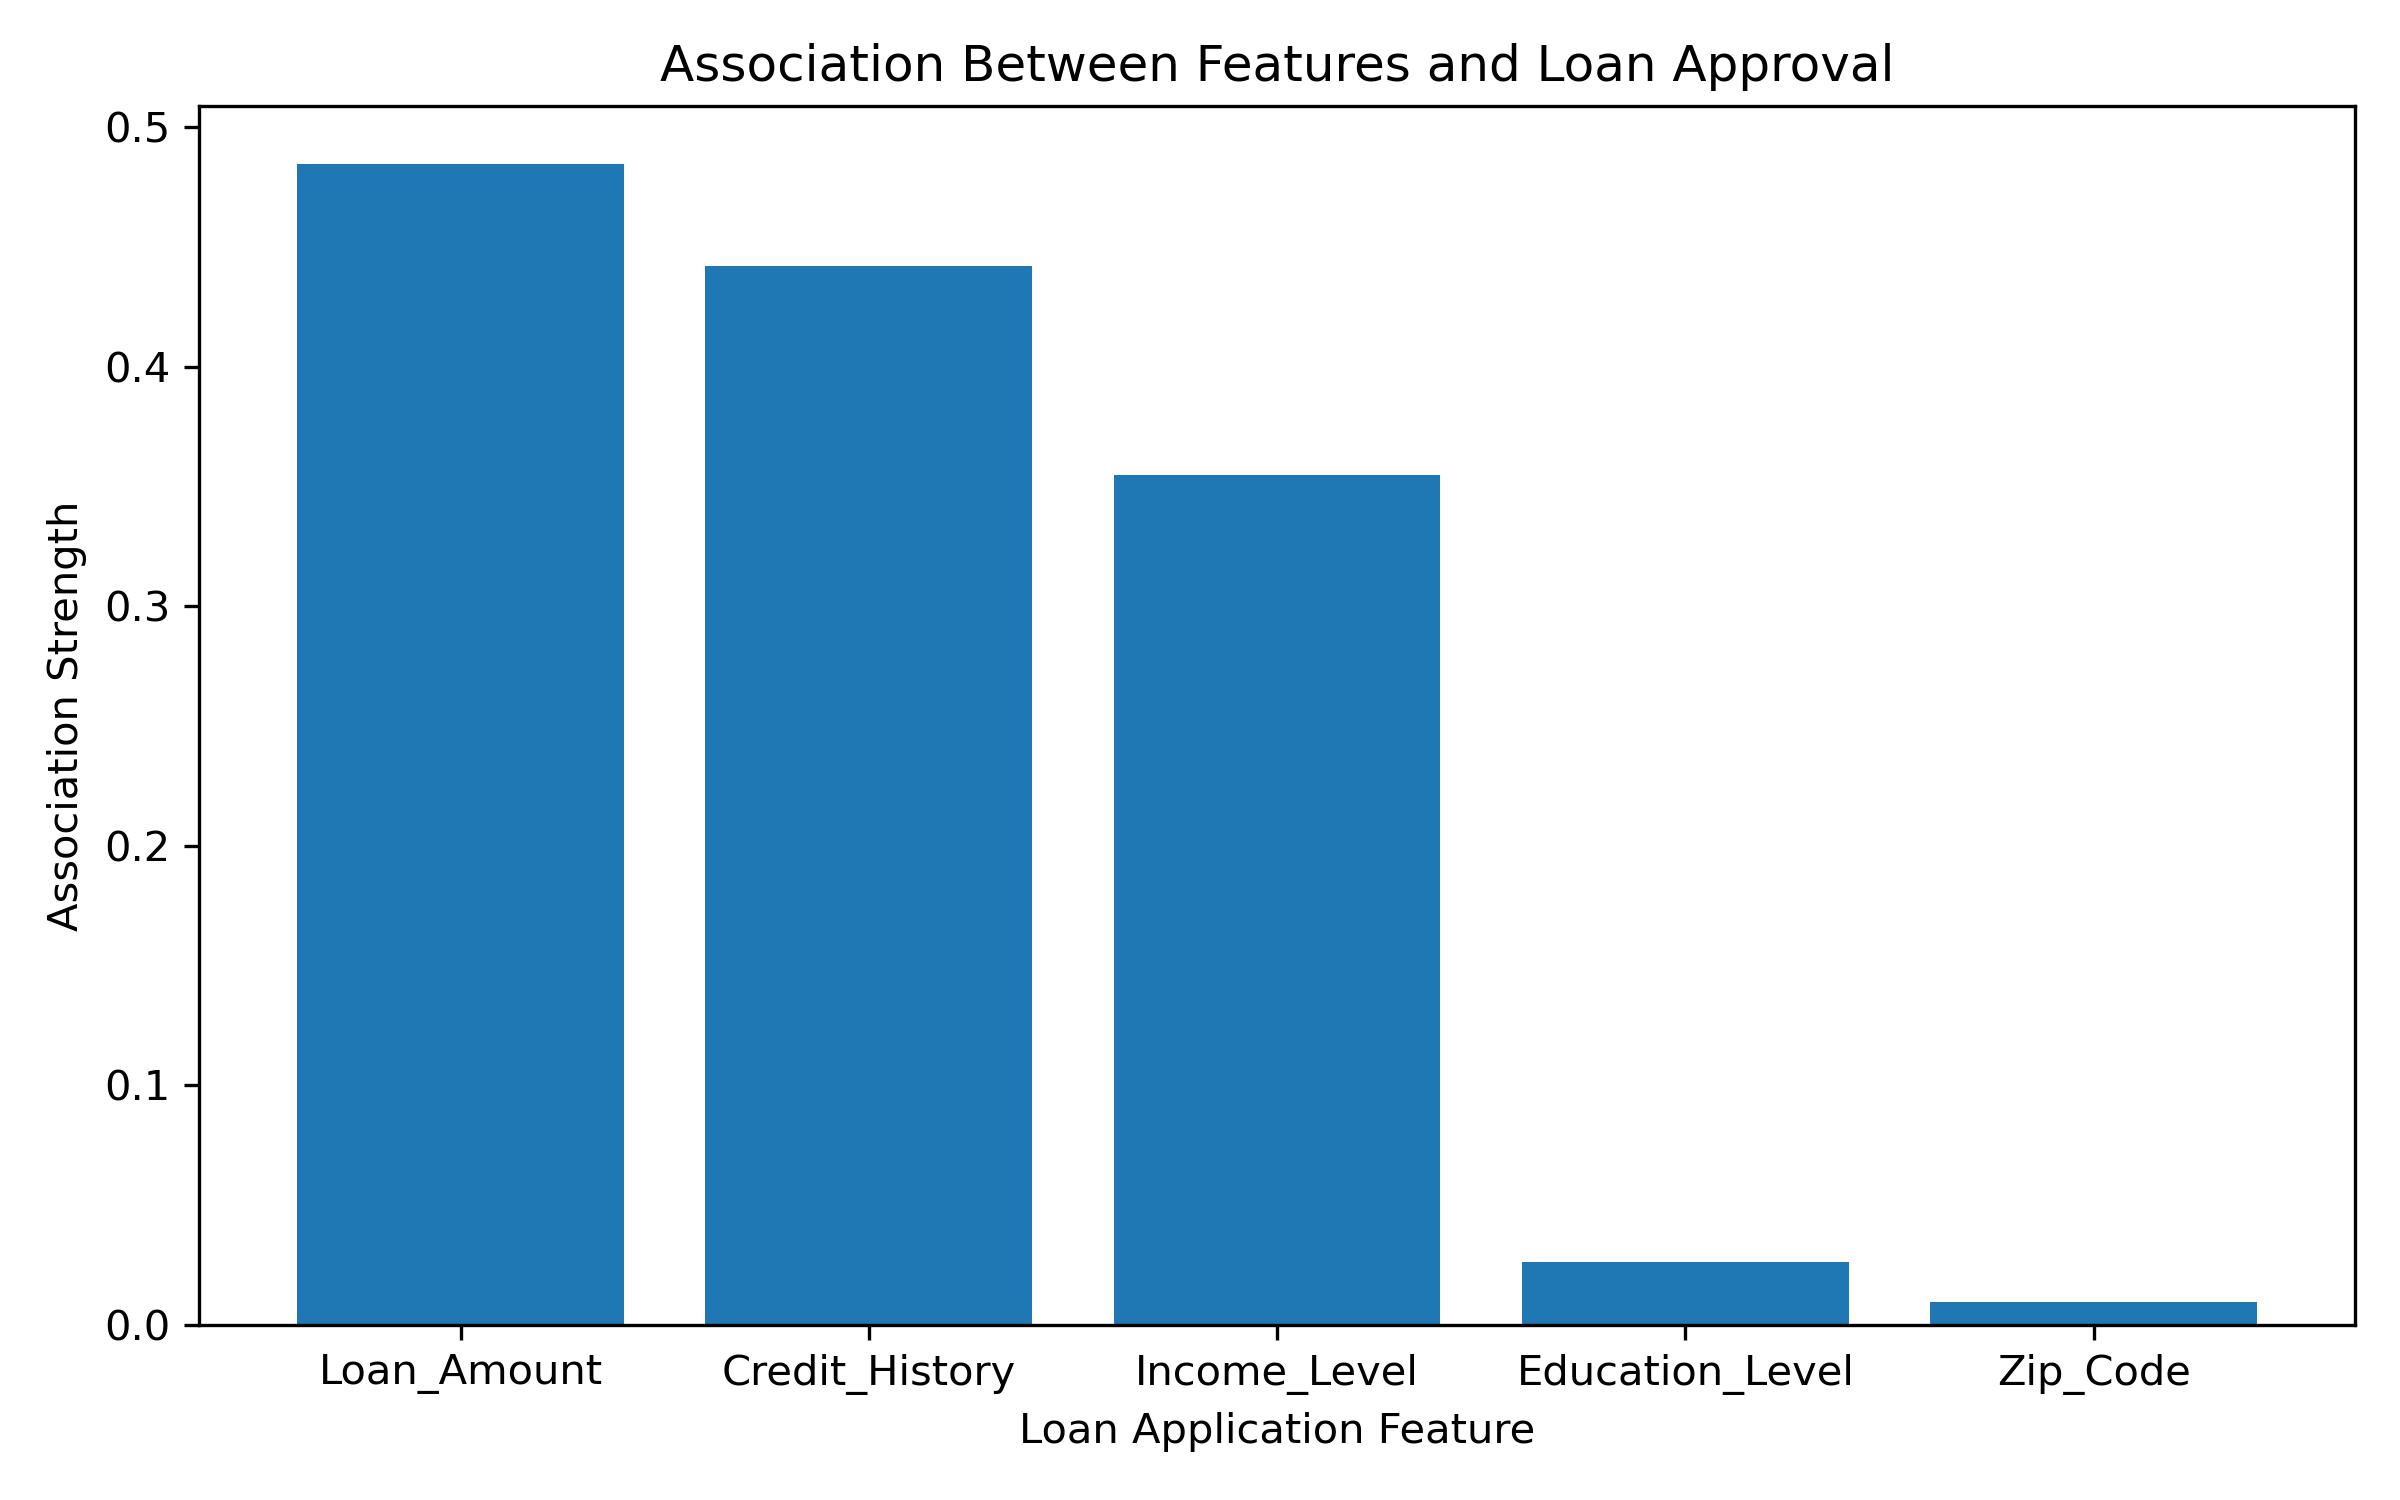 Association Between Features and Loan Approval
Association Strength
0.5
0.4
0.3
0.2
0.1
0.0
Loan_Amount Credit_History Income_Level Education_Level Zip_Code
Loan Application Feature